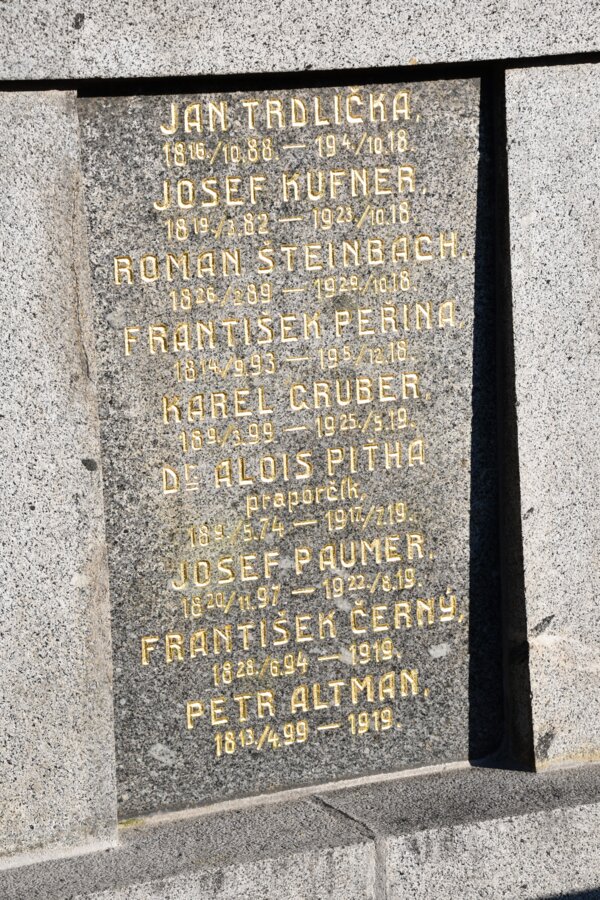 JAN TRDLIČKA,
18 16./10. 88. — 19 4./10. 18.
JOSEF KUFNER,
18 19./3. 82 — 19 23./10. 18.
ROMAN ŠTEINBACH,
18 26./2. 89 — 19 29./10. 18.
FRANTIŠEK PEŘINA,
18 14./9. 93 — 19 5./12. 18.
KAREL GRUBER,
18 9./3. 99 — 19 25./5. 19.
Dr. ALOIS PIŤHA
praporčík,
18 9./5. 74 — 19 17./7. 19.
JOSEF PAUMER,
18 20./11. 97 — 19 22./8. 19.
FRANTIŠEK ČERNÝ,
18 28./6. 94 — 1919.
PETR ALTMAN,
18 13./4. 99 — 1919.